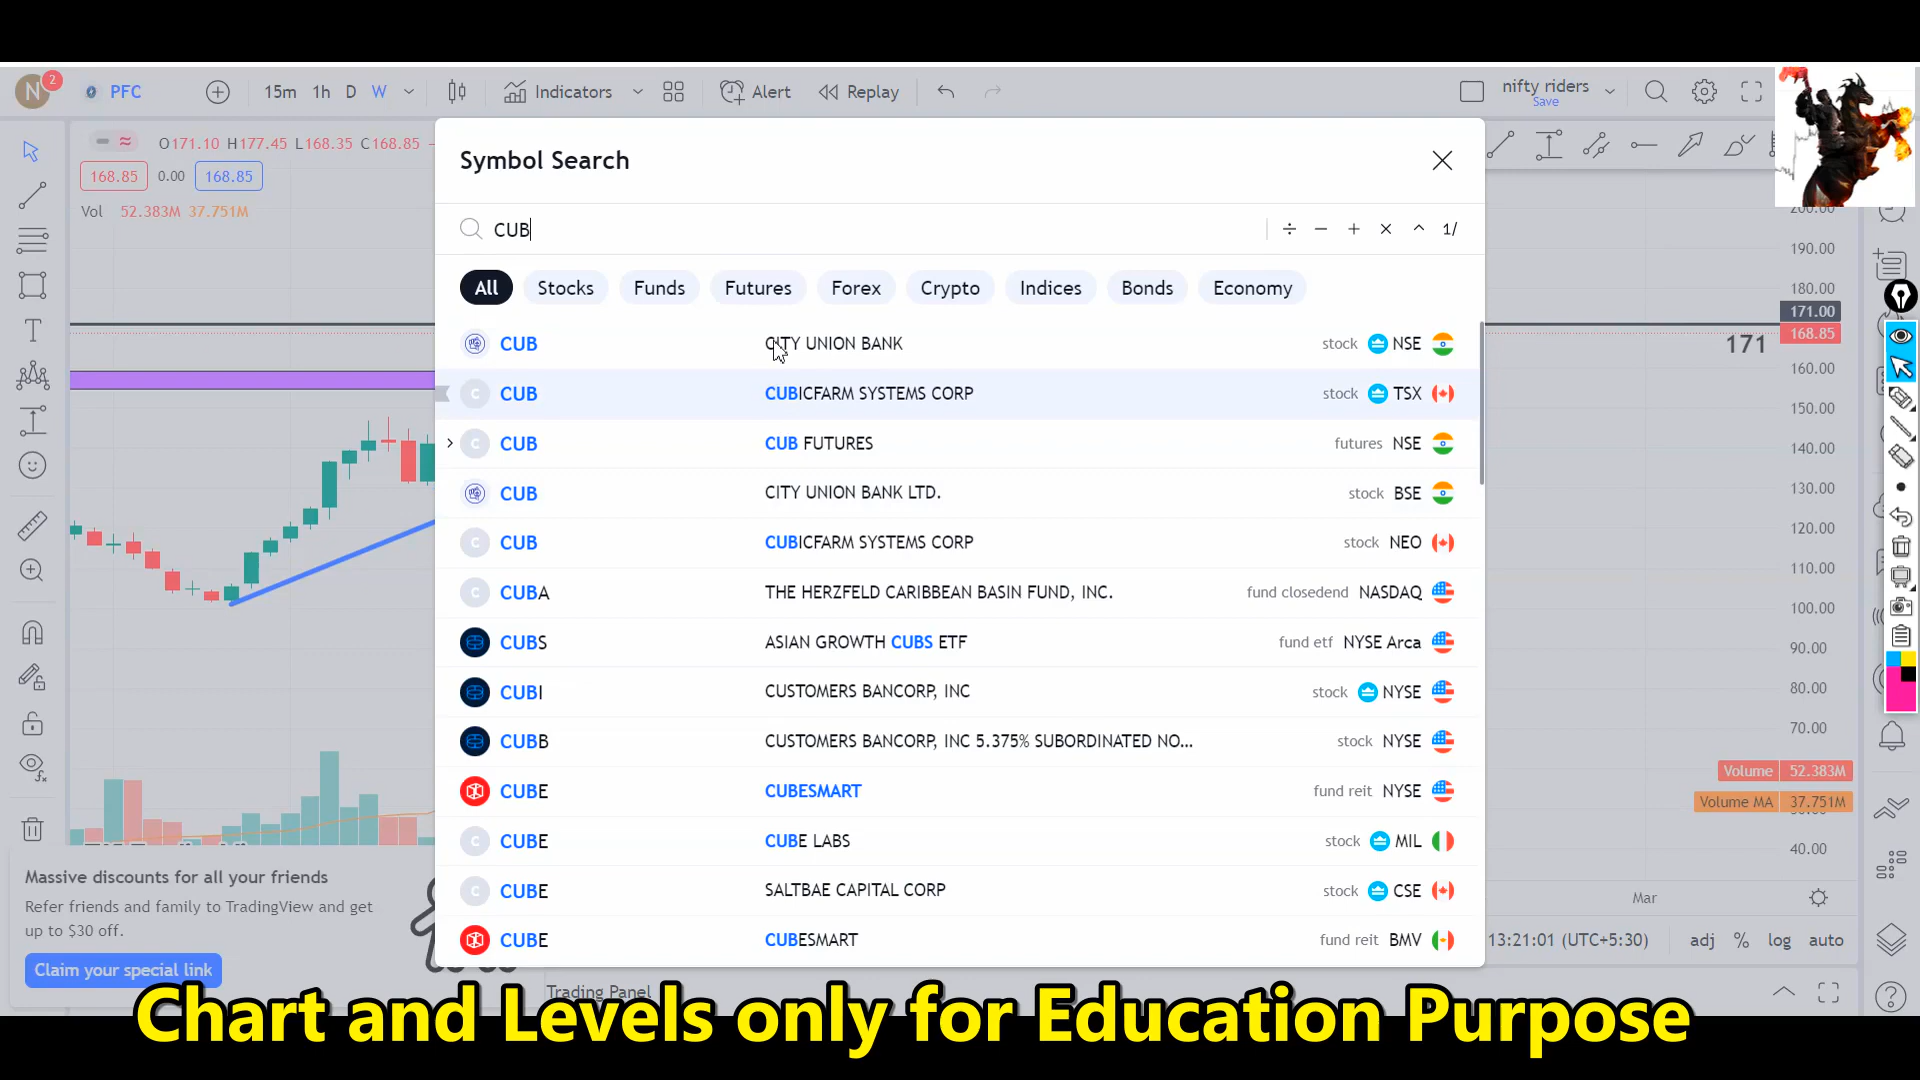 N
2
PFC
15m
1h
D
W
Indicators
Alert
Replay
nifty riders
Save
O171.10 H177.45 L168.35 C168.85
168.85
0.00
168.85
Vol 52.383M 37.751M
Symbol Search
CUB
÷ − + × ^ 1/
All
Stocks
Funds
Futures
Forex
Crypto
Indices
Bonds
Economy
CUB CITY UNION BANK stock NSE
C CUB CUBICFARM SYSTEMS CORP stock TSX
C CUB CUB FUTURES futures NSE
CUB CITY UNION BANK LTD. stock BSE
C CUB CUBICFARM SYSTEMS CORP stock NEO
C CUBA THE HERZFELD CARIBBEAN BASIN FUND, INC. fund closedend NASDAQ
CUBS ASIAN GROWTH CUBS ETF fund etf NYSE Arca
CUBI CUSTOMERS BANCORP, INC stock NYSE
CUBB CUSTOMERS BANCORP, INC 5.375% SUBORDINATED NO... stock NYSE
CUBE CUBESMART fund reit NYSE
C CUBE CUBE LABS stock MIL
C CUBE SALTBAE CAPITAL CORP stock CSE
CUBE CUBESMART fund reit BMV
190.00
180.00
171.00
168.85
171
160.00
150.00
140.00
130.00
120.00
110.00
100.00
90.00
80.00
70.00
Volume 52.383M
Volume MA 37.751M
40.00
Mar
Massive discounts for all your friends
Refer friends and family to TradingView and get
up to $30 off.
Claim your special link
13:21:01 (UTC+5:30)
adj
%
log
auto
Trading Panel
Chart and Levels only for Education Purpose